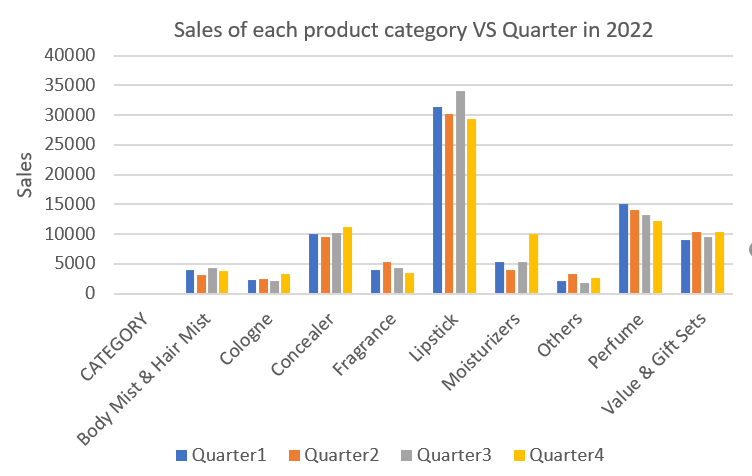 Sales of each product category VS Quarter in 2022
40000
35000
30000
25000
20000
15000
10000
5000
0
Sales
CATEGORY
Body Mist & Hair Mist
Cologne
Concealer
Fragrance
Lipstick
Moisturizers
Others
Perfume
Value & Gift Sets
Quarter1 Quarter2 Quarter3 Quarter4